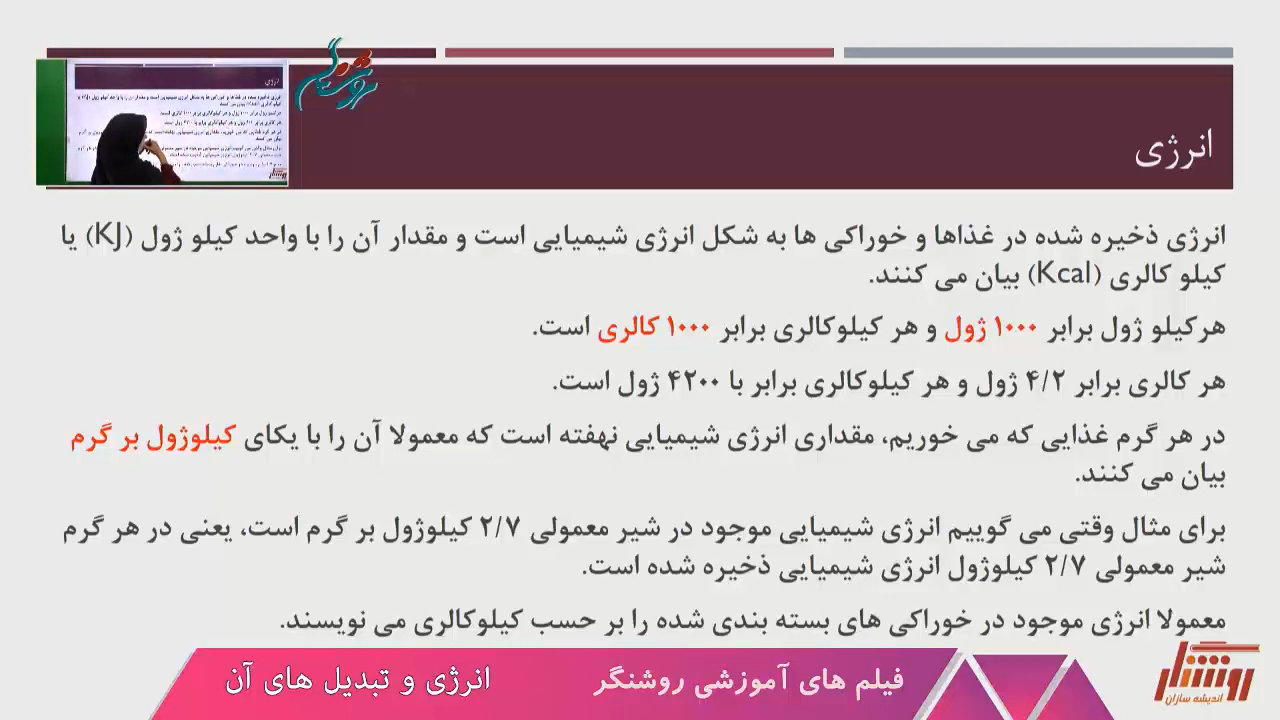 انرژی
انرژی ذخیره شده در غذاها و خوراکی ها به شکل انرژی شیمیایی است و مقدار آن را با واحد کیلو ژول (KJ) یا
کیلو کالری (Kcal) بیان می کنند.
هرکیلو ژول برابر ۱۰۰۰ ژول و هر کیلوکالری برابر ۱۰۰۰ کالری است.
هر کالری برابر ۴/۲ ژول و هر کیلوکالری برابر با ۴۲۰۰ ژول است.
در هر گرم غذایی که می خوریم، مقداری انرژی شیمیایی نهفته است که معمولا آن را با یکای کیلوژول بر گرم
بیان می کنند.
برای مثال وقتی می گوییم انرژی شیمیایی موجود در شیر معمولی ۲/۷ کیلوژول بر گرم است، یعنی در هر گرم
شیر معمولی ۲/۷ کیلوژول انرژی شیمیایی ذخیره شده است.
معمولا انرژی موجود در خوراکی های بسته بندی شده را بر حسب کیلوکالری می نویسند.
فیلم های آموزشی روشنگر
انرژی و تبدیل های آن
روشنگر
اندیشه سازان